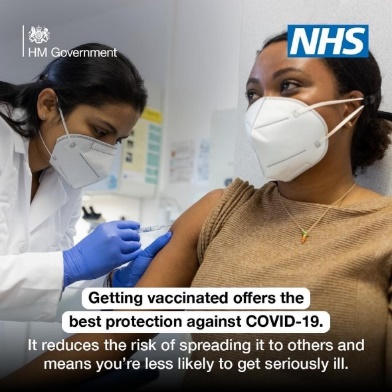 HM Government
NHS
Getting vaccinated offers the
best protection against COVID-19.
It reduces the risk of spreading it to others and
means you're less likely to get seriously ill.